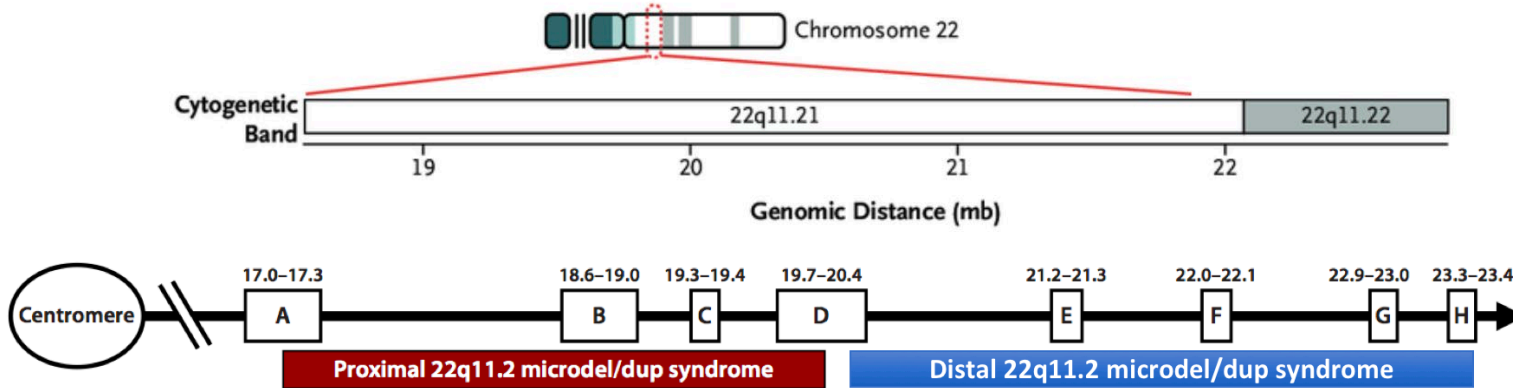 Chromosome 22
Cytogenetic
Band
22q11.21
22q11.22
19
20
21
22
Genomic Distance (mb)
17.0–17.3
18.6–19.0
19.3–19.4
19.7–20.4
21.2–21.3
22.0–22.1
22.9–23.0
23.3–23.4
Centromere
A
B
C
D
E
F
G
H
Proximal 22q11.2 microdel/dup syndrome
Distal 22q11.2 microdel/dup syndrome